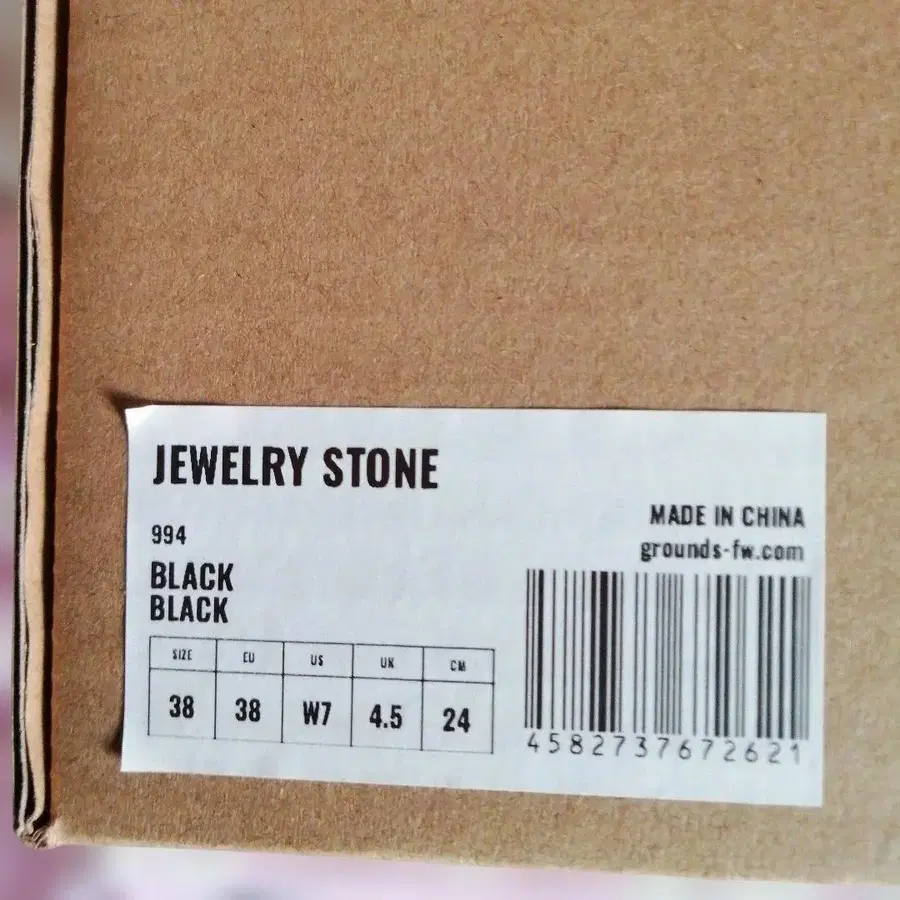 JEWELRY STONE
994
BLACK
BLACK
MADE IN CHINA
grounds-fw.com
SIZE EU US UK CM
38 38 W7 4.5 24
4582737672621